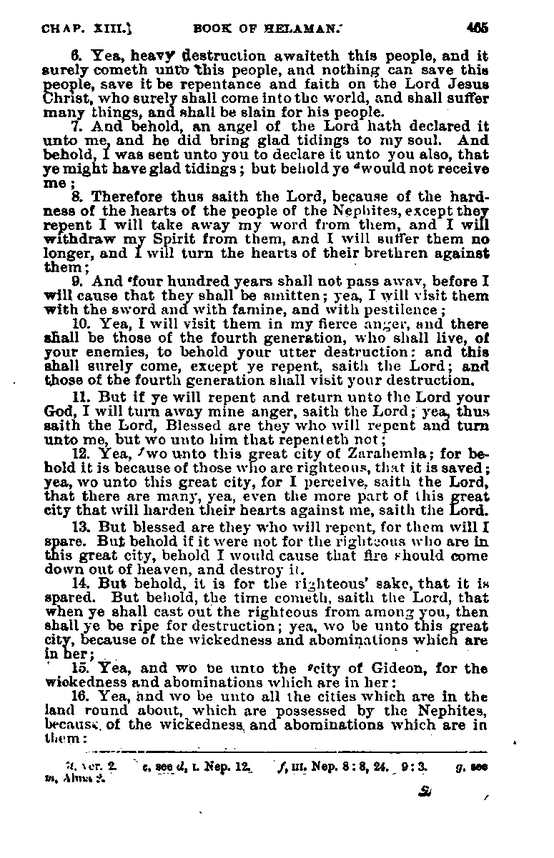 CHAP. XIII.] BOOK OF HELAMAN. 465
6. Yea, heavy destruction awaiteth this people, and it
surely cometh unto this people, and nothing can save this
people, save it be repentance and faith on the Lord Jesus
Christ, who surely shall come into the world, and shall suffer
many things, and shall be slain for his people.
7. And behold, an angel of the Lord hath declared it
unto me, and he did bring glad tidings to my soul. And
behold, I was sent unto you to declare it unto you also, that
ye might have glad tidings; but behold ye dwould not receive
me;
8. Therefore thus saith the Lord, because of the hard-
ness of the hearts of the people of the Nephites, except they
repent I will take away my word from them, and I will
withdraw my Spirit from them, and I will suffer them no
longer, and I will turn the hearts of their brethren against
them;
9. And efour hundred years shall not pass away, before I
will cause that they shall be smitten; yea, I will visit them
with the sword and with famine, and with pestilence;
10. Yea, I will visit them in my fierce anger, and there
shall be those of the fourth generation, who shall live, of
your enemies, to behold your utter destruction: and this
shall surely come, except ye repent, saith the Lord; and
those of the fourth generation shall visit your destruction.
11. But if ye will repent and return unto the Lord your
God, I will turn away mine anger, saith the Lord; yea, thus
saith the Lord, Blessed are they who will repent and turn
unto me, but wo unto him that repenteth not;
12. Yea, fwo unto this great city of Zarahemla; for be-
hold it is because of those who are righteous, that it is saved;
yea, wo unto this great city, for I perceive, saith the Lord,
that there are many, yea, even the more part of this great
city that will harden their hearts against me, saith the Lord.
13. But blessed are they who will repent, for them will I
spare. But behold if it were not for the righteous who are in
this great city, behold I would cause that fire should come
down out of heaven, and destroy it.
14. But behold, it is for the righteous' sake, that it is
spared. But behold, the time cometh, saith the Lord, that
when ye shall cast out the righteous from among you, then
shall ye be ripe for destruction; yea, wo be unto this great
city, because of the wickedness and abominations which are
in her;
15. Yea, and wo be unto the gcity of Gideon, for the
wickedness and abominations which are in her;
16. Yea, and wo be unto all the cities which are in the
land round about, which are possessed by the Nephites,
because of the wickedness and abominations which are in
them:
d, ver. 2. e, see d, I. Nep. 12. f, III. Nep. 8:8, 24. 9:3. g, see
m, Alma 2.